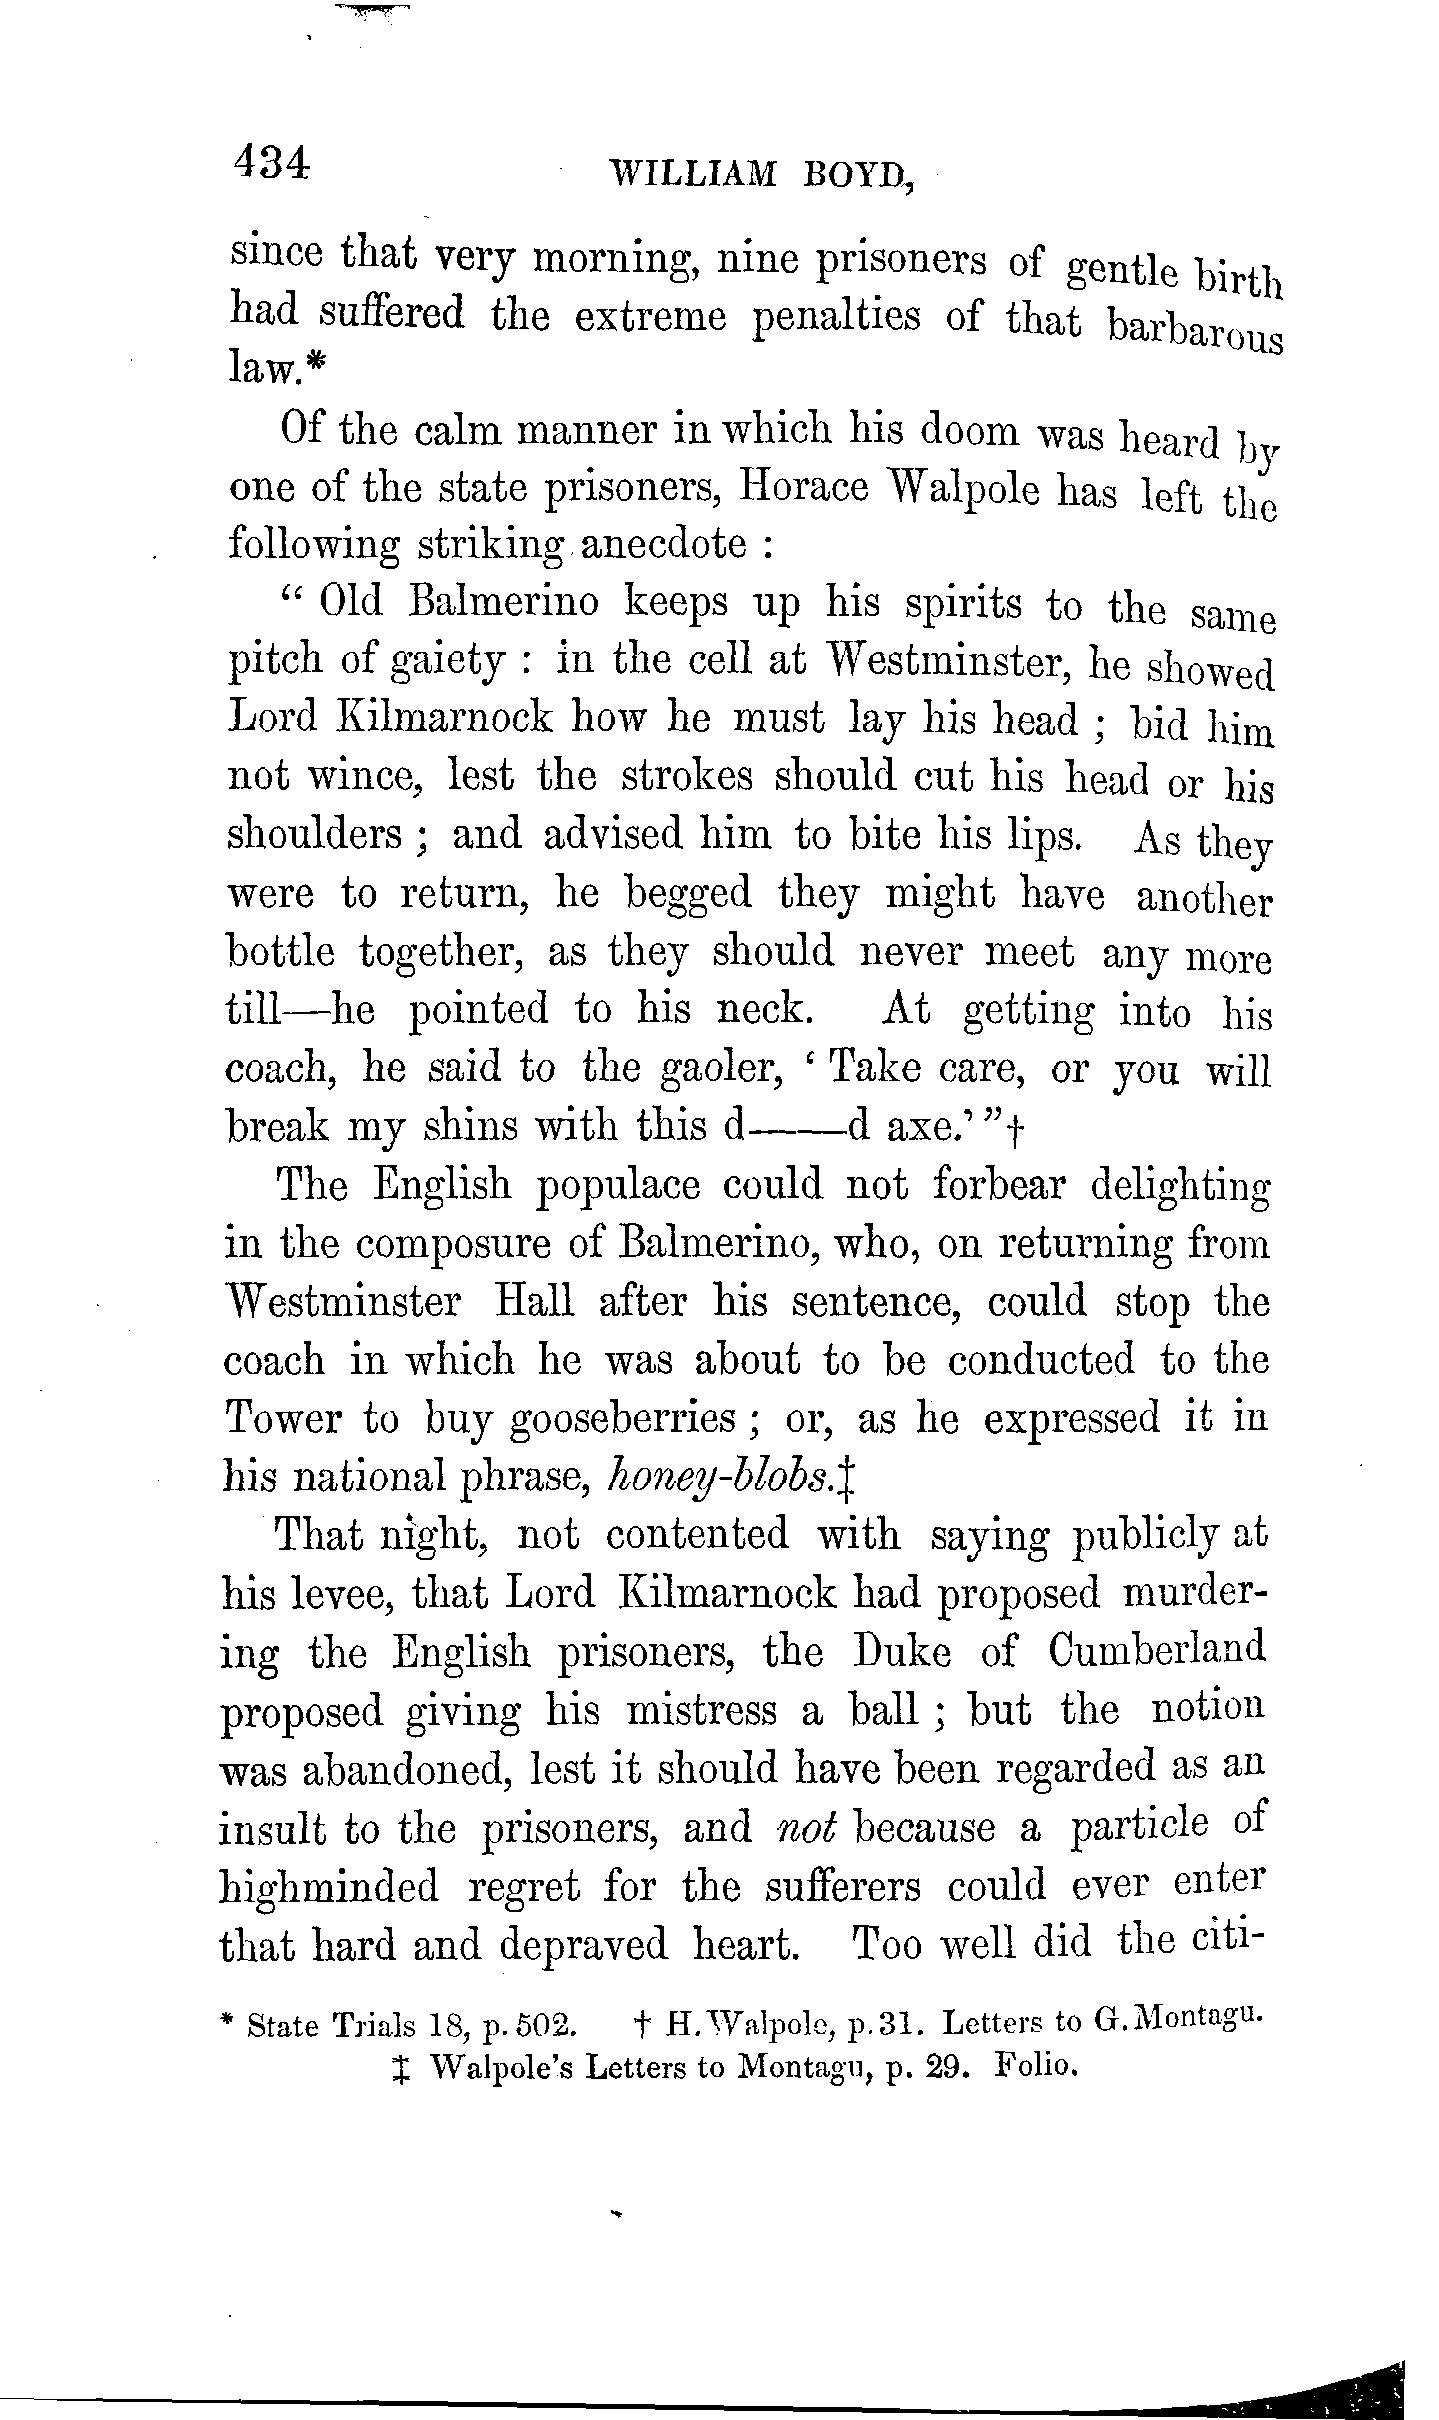 434 WILLIAM BOYD,
since that very morning, nine prisoners of gentle birth
had suffered the extreme penalties of that barbarous
law.*
Of the calm manner in which his doom was heard by
one of the state prisoners, Horace Walpole has left the
following striking anecdote :
“ Old Balmerino keeps up his spirits to the same
pitch of gaiety : in the cell at Westminster, he showed
Lord Kilmarnock how he must lay his head ; bid him
not wince, lest the strokes should cut his head or his
shoulders ; and advised him to bite his lips. As they
were to return, he begged they might have another
bottle together, as they should never meet any more
till—he pointed to his neck. At getting into his
coach, he said to the gaoler, ‘ Take care, or you will
break my shins with this d——d axe.’ ”†
The English populace could not forbear delighting
in the composure of Balmerino, who, on returning from
Westminster Hall after his sentence, could stop the
coach in which he was about to be conducted to the
Tower to buy gooseberries ; or, as he expressed it in
his national phrase, honey-blobs.‡
That night, not contented with saying publicly at
his levee, that Lord Kilmarnock had proposed murder-
ing the English prisoners, the Duke of Cumberland
proposed giving his mistress a ball ; but the notion
was abandoned, lest it should have been regarded as an
insult to the prisoners, and not because a particle of
highminded regret for the sufferers could ever enter
that hard and depraved heart. Too well did the citi-
* State Trials 18, p. 502. † H. Walpole, p. 31. Letters to G. Montagu.
‡ Walpole's Letters to Montagu, p. 29. Folio.